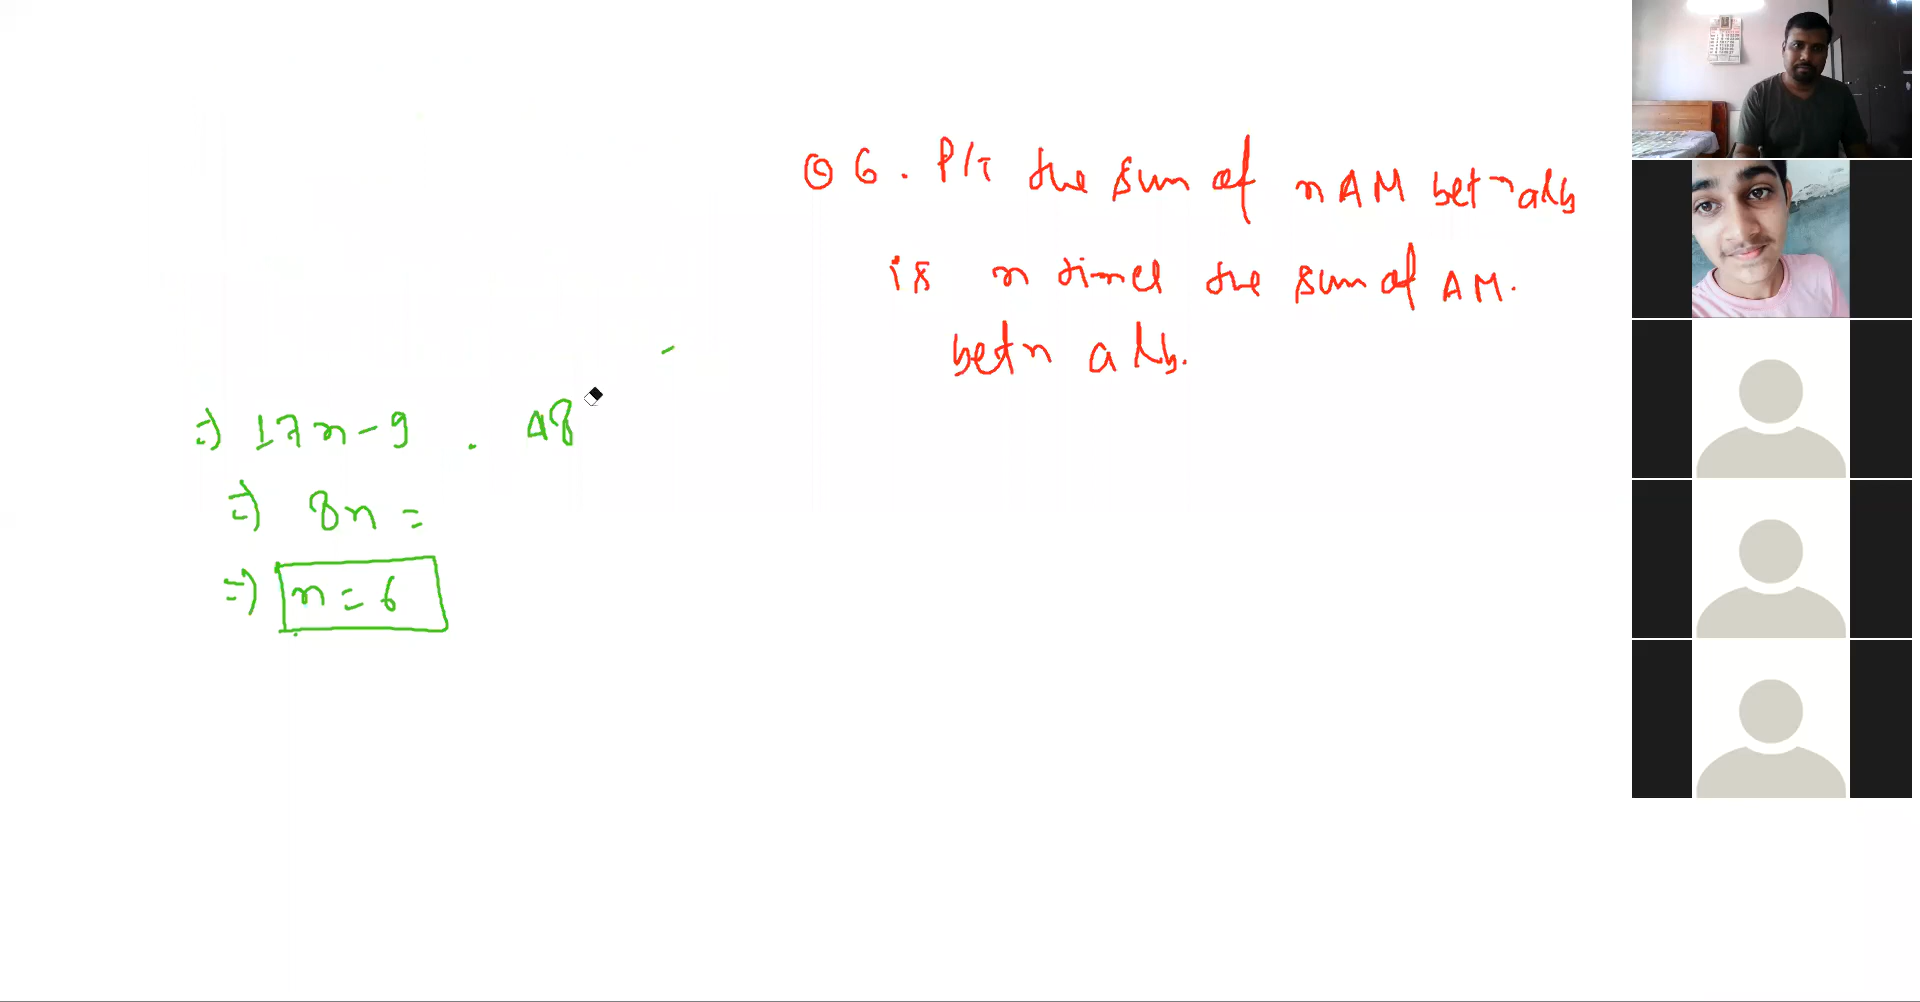 Q 6. P/T the sum of n AM betn a & b
is n times the sum of AM.
betn a & b.
=) 17n - 9 . 48
=) 8n =
=) n = 6